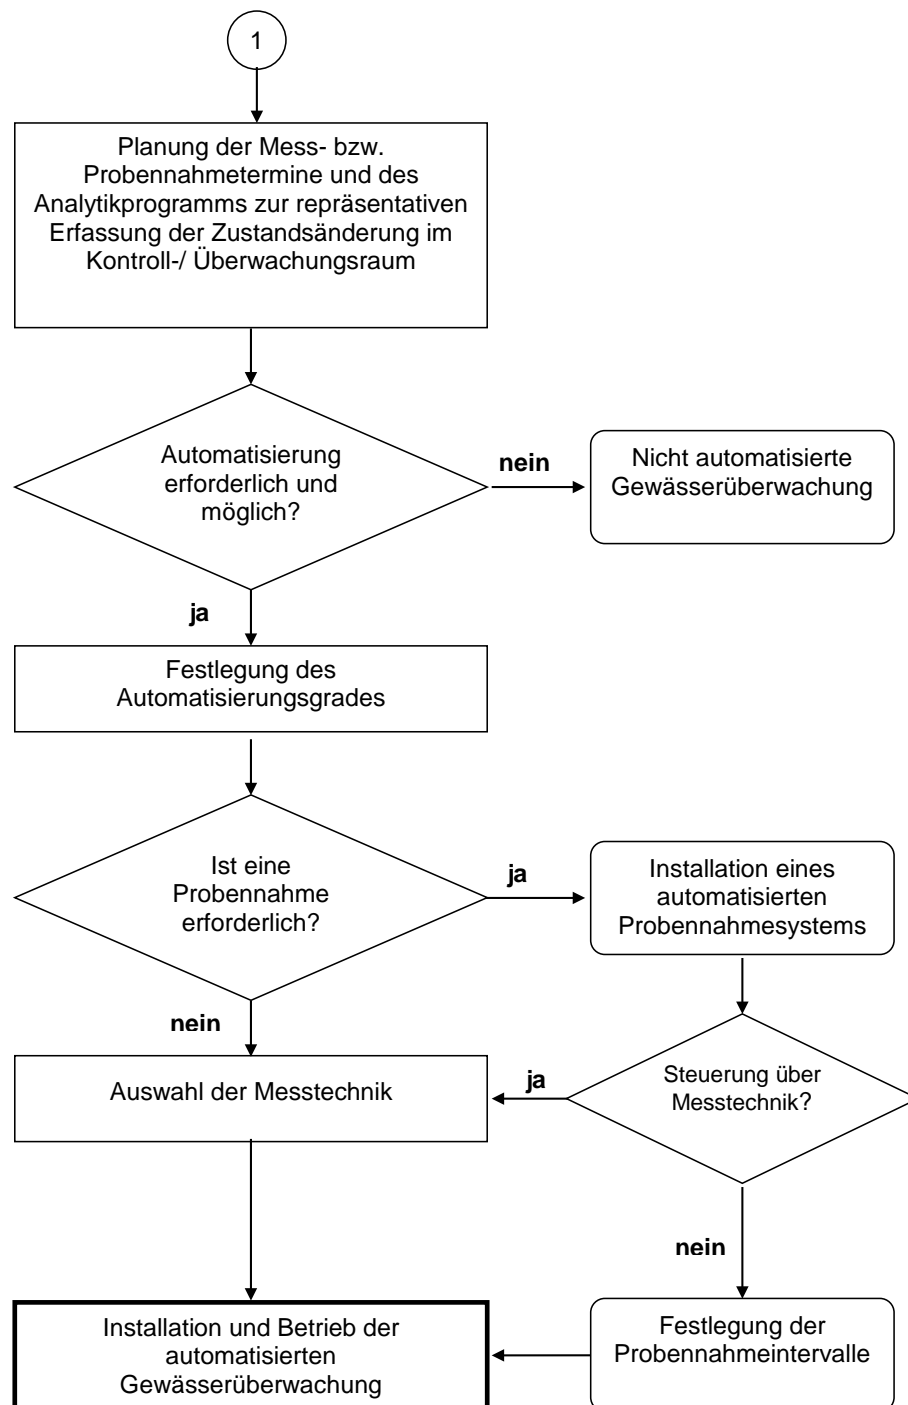 1
Planung der Mess- bzw.
Probennahmetermine und des
Analytikprogramms zur repräsentativen
Erfassung der Zustandsänderung im
Kontroll-/ Überwachungsraum
Automatisierung
erforderlich und
möglich?
nein
Nicht automatisierte
Gewässerüberwachung
ja
Festlegung des
Automatisierungsgrades
Ist eine
Probennahme
erforderlich?
ja
Installation eines
automatisierten
Probennahmesystems
nein
Auswahl der Messtechnik
ja
Steuerung über
Messtechnik?
nein
Installation und Betrieb der
automatisierten
Gewässerüberwachung
Festlegung der
Probennahmeintervalle